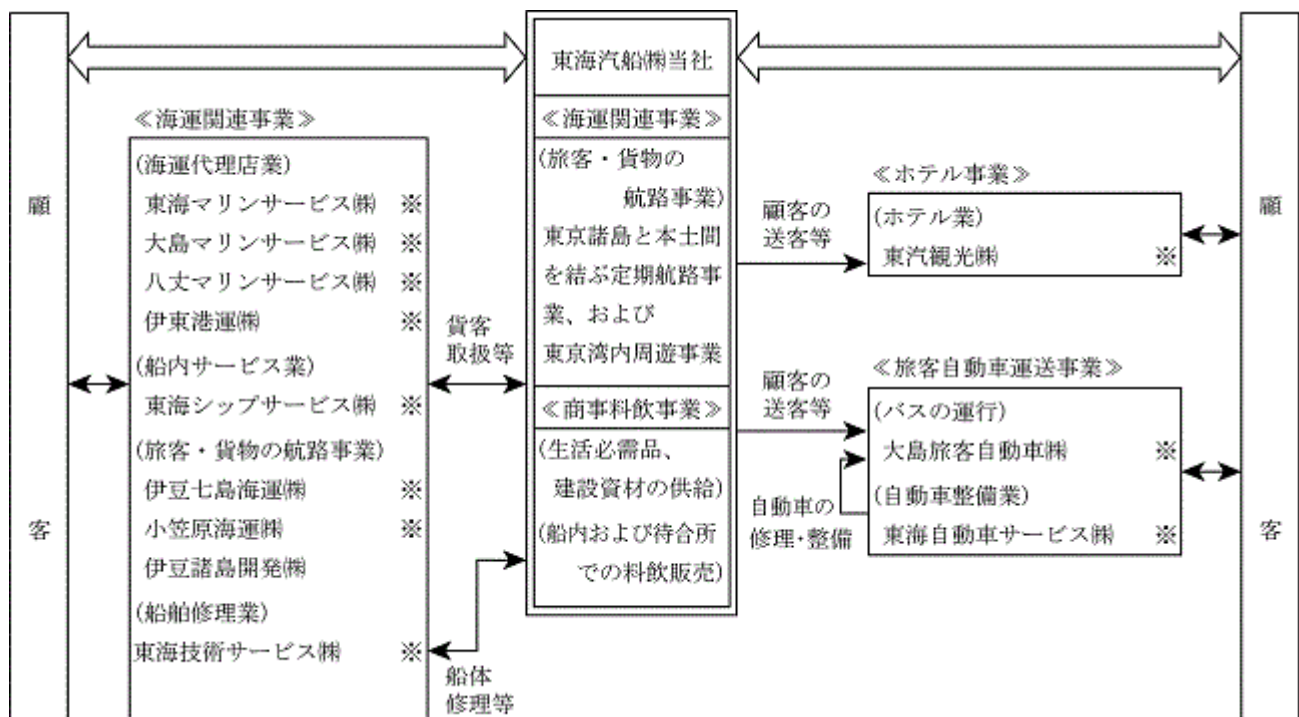 顧
客
≪海運関連事業≫
(海運代理店業)
東海マリンサービス㈱ ※
大島マリンサービス㈱ ※
八丈マリンサービス㈱ ※
伊東港運㈱ ※
(船内サービス業)
東海シップサービス㈱ ※
(旅客・貨物の航路事業)
伊豆七島海運㈱ ※
小笠原海運㈱ ※
伊豆諸島開発㈱
(船舶修理業)
東海技術サービス㈱ ※
貨客
取扱等
船体
修理等
東海汽船㈱当社
≪海運関連事業≫
(旅客・貨物の
航路事業)
東京諸島と本土間
を結ぶ定期航路事
業、および
東京湾内周遊事業
≪商事料飲事業≫
(生活必需品、
建設資材の供給)
(船内および待合所
での料飲販売)
顧客の
送客等
≪ホテル事業≫
(ホテル業)
東汽観光㈱ ※
顧客の
送客等
自動車の
修理・整備
≪旅客自動車運送事業≫
(バスの運行)
大島旅客自動車㈱ ※
(自動車整備業)
東海自動車サービス㈱ ※
顧
客